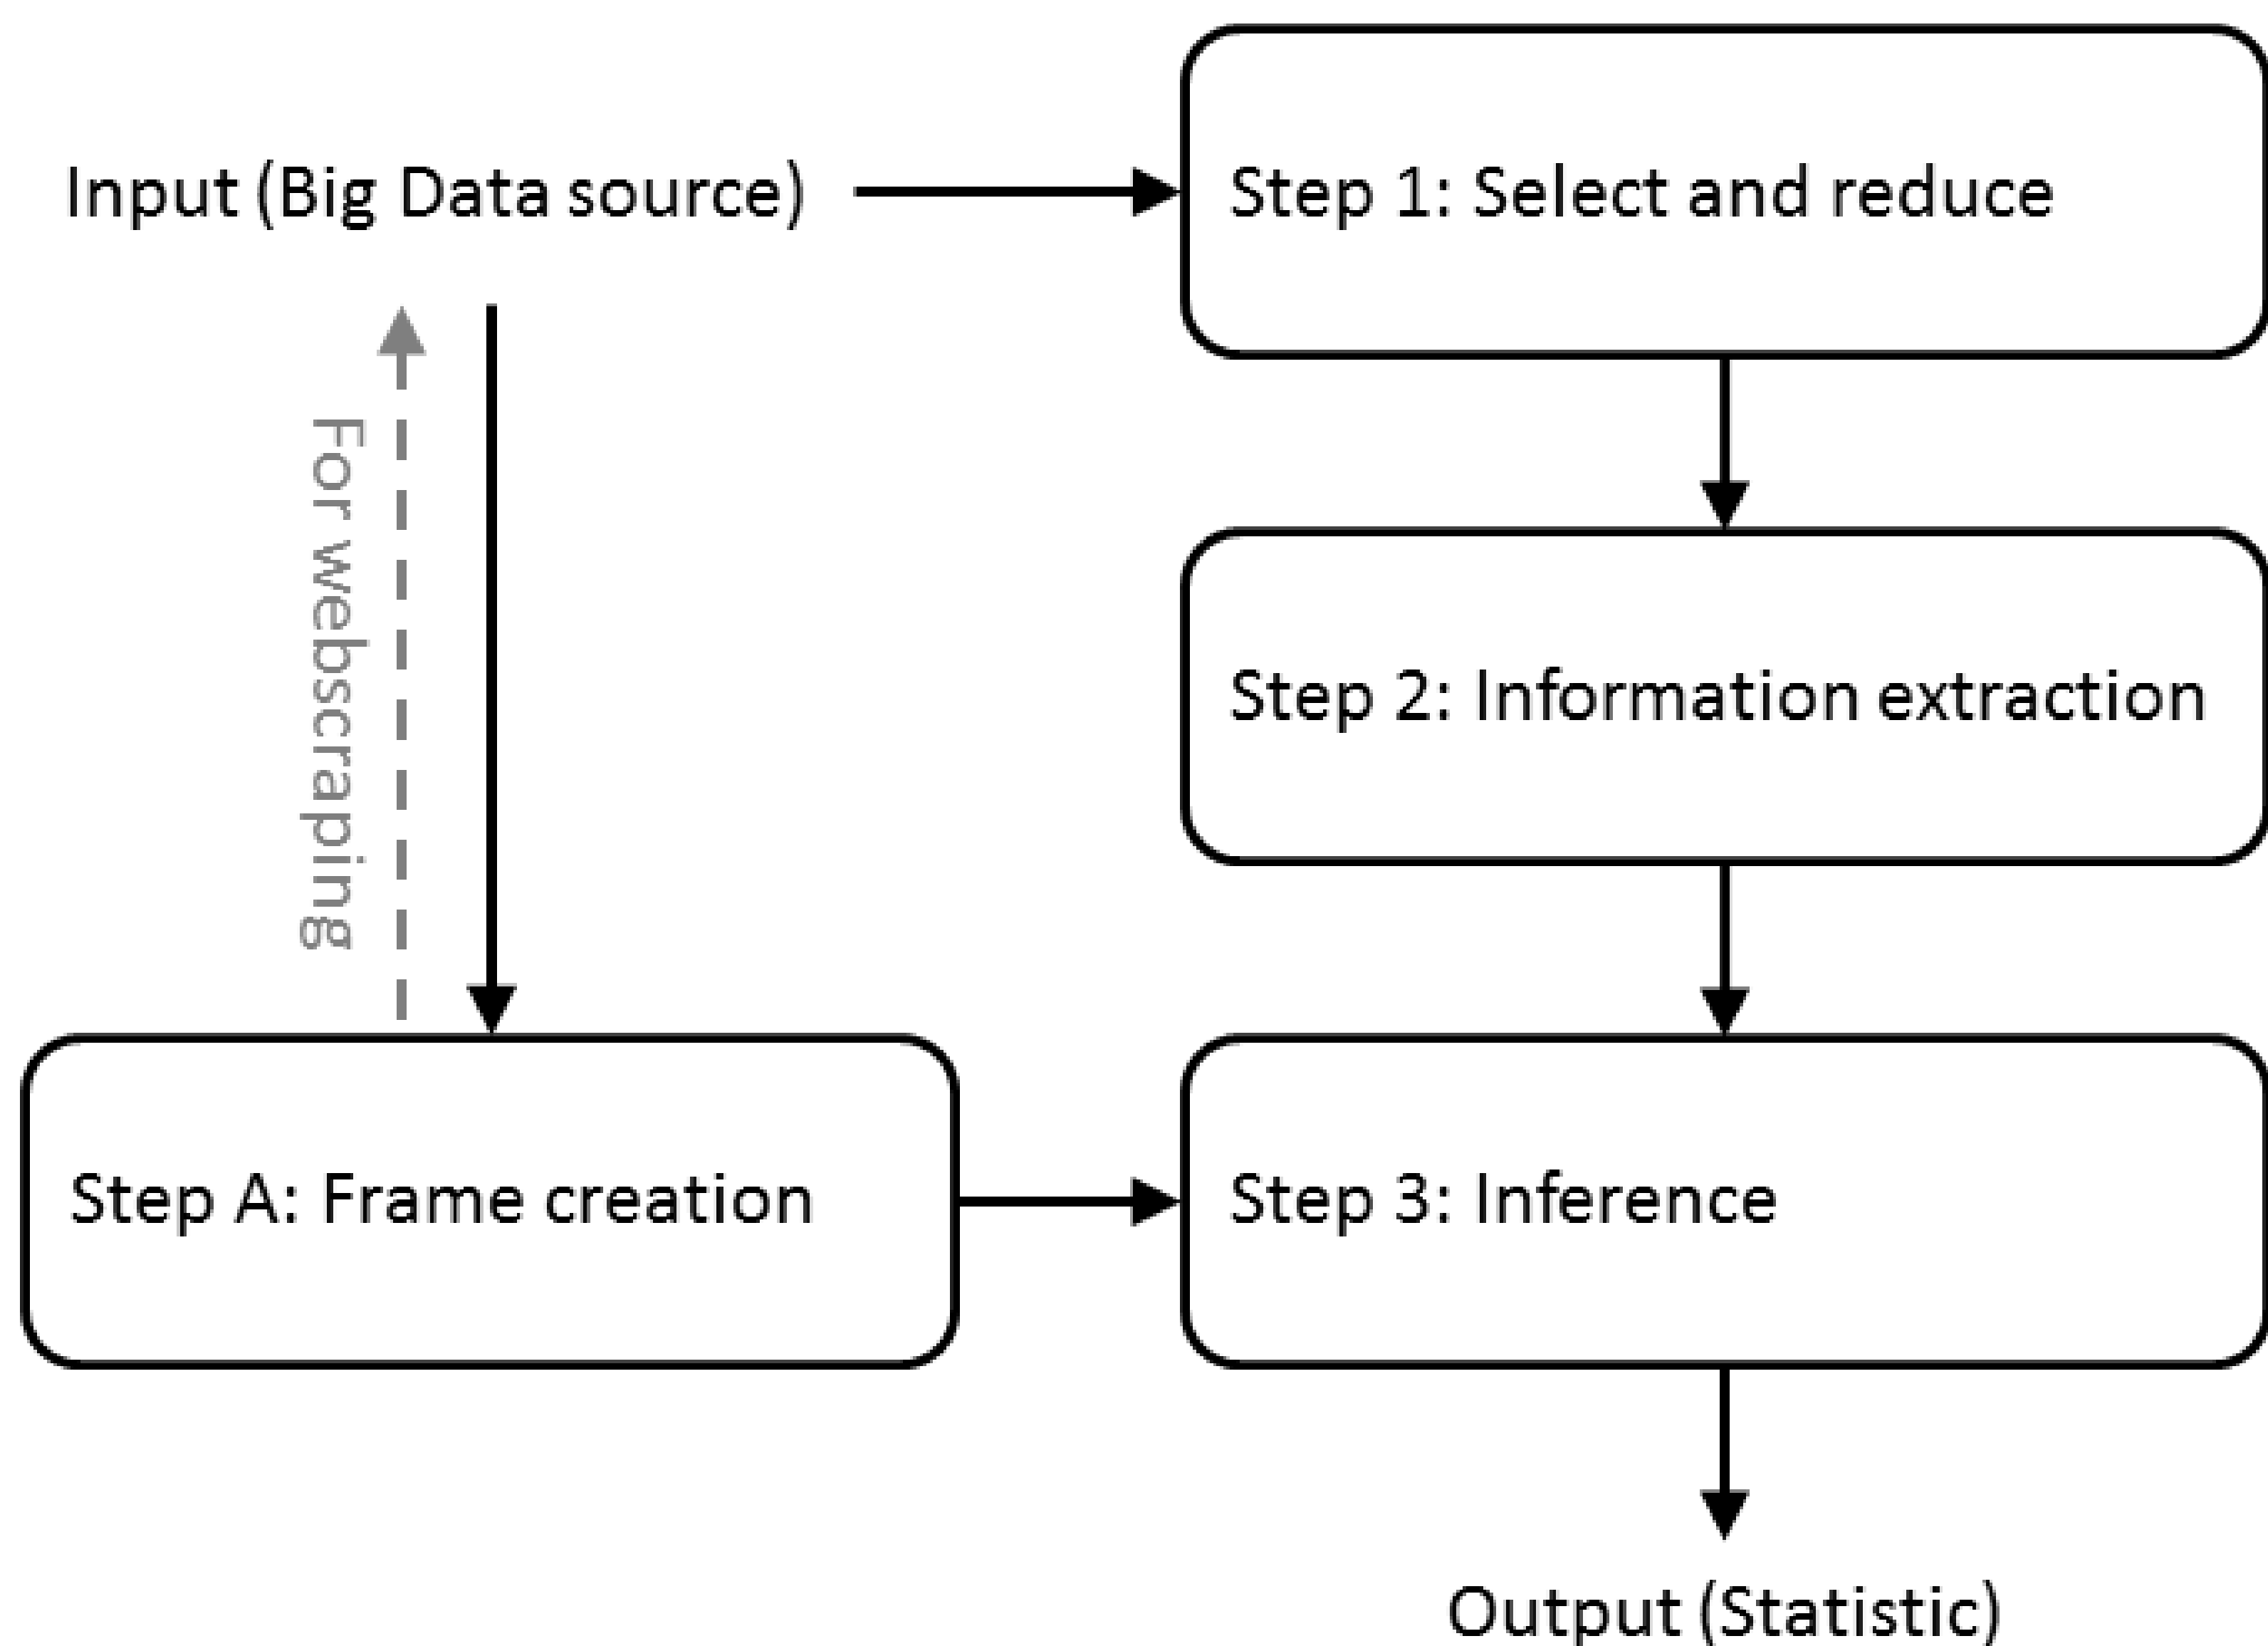 Input (Big Data source)
Step 1: Select and reduce
For webscraping
Step 2: Information extraction
Step A: Frame creation
Step 3: Inference
Output (Statistic)